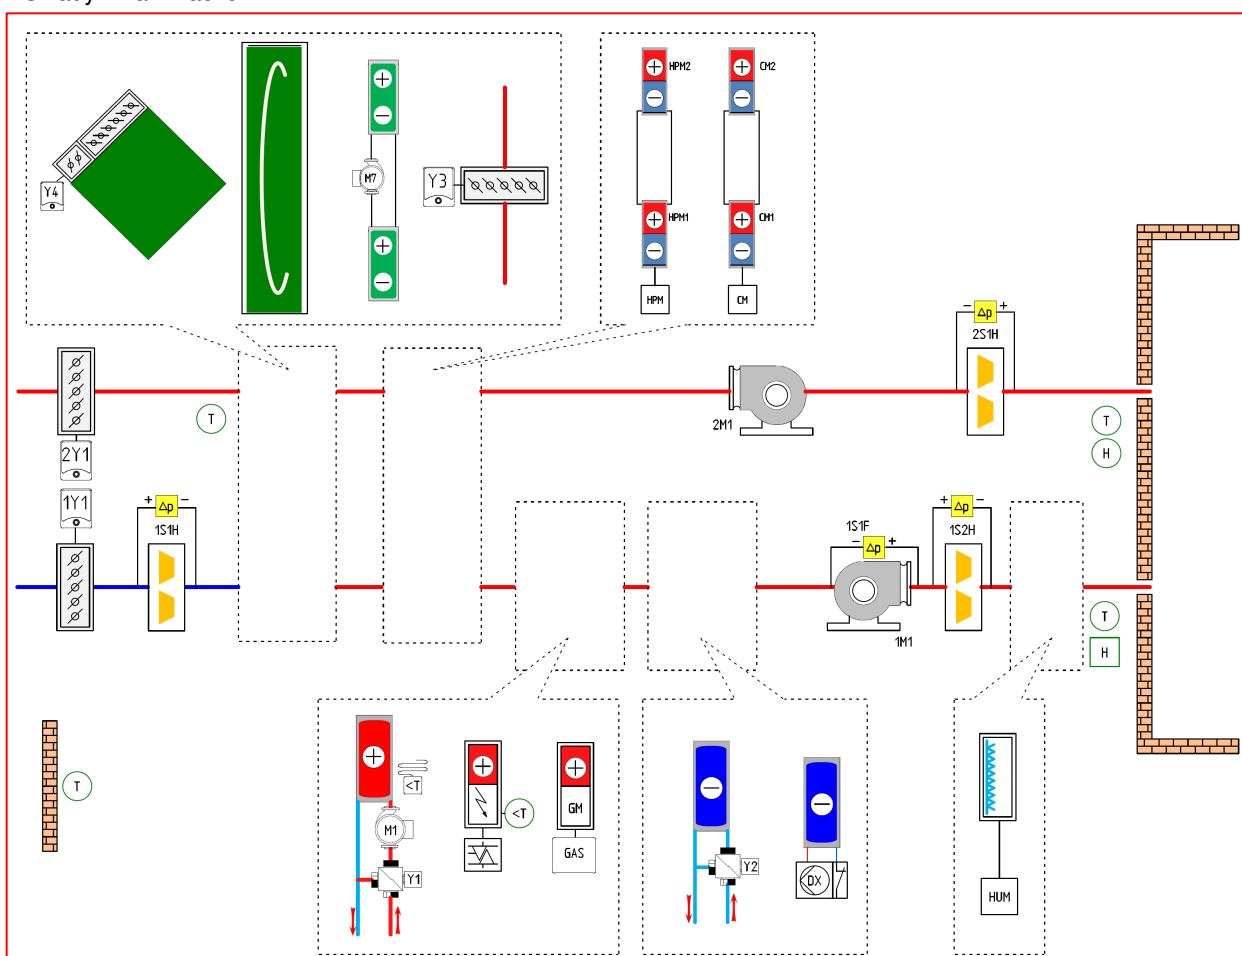 HPM2
CM2
Y4
M7
Y3
HPM1
CM1
HPM
CM
- Δp +
2S1H
T
2M1
T
H
2Y1
1Y1
+ Δp -
1S1H
1S1F
- Δp +
+ Δp -
1S2H
1M1
T
H
T
<T
M1
Y1
<T
GM
GAS
Y2
DX
HUM